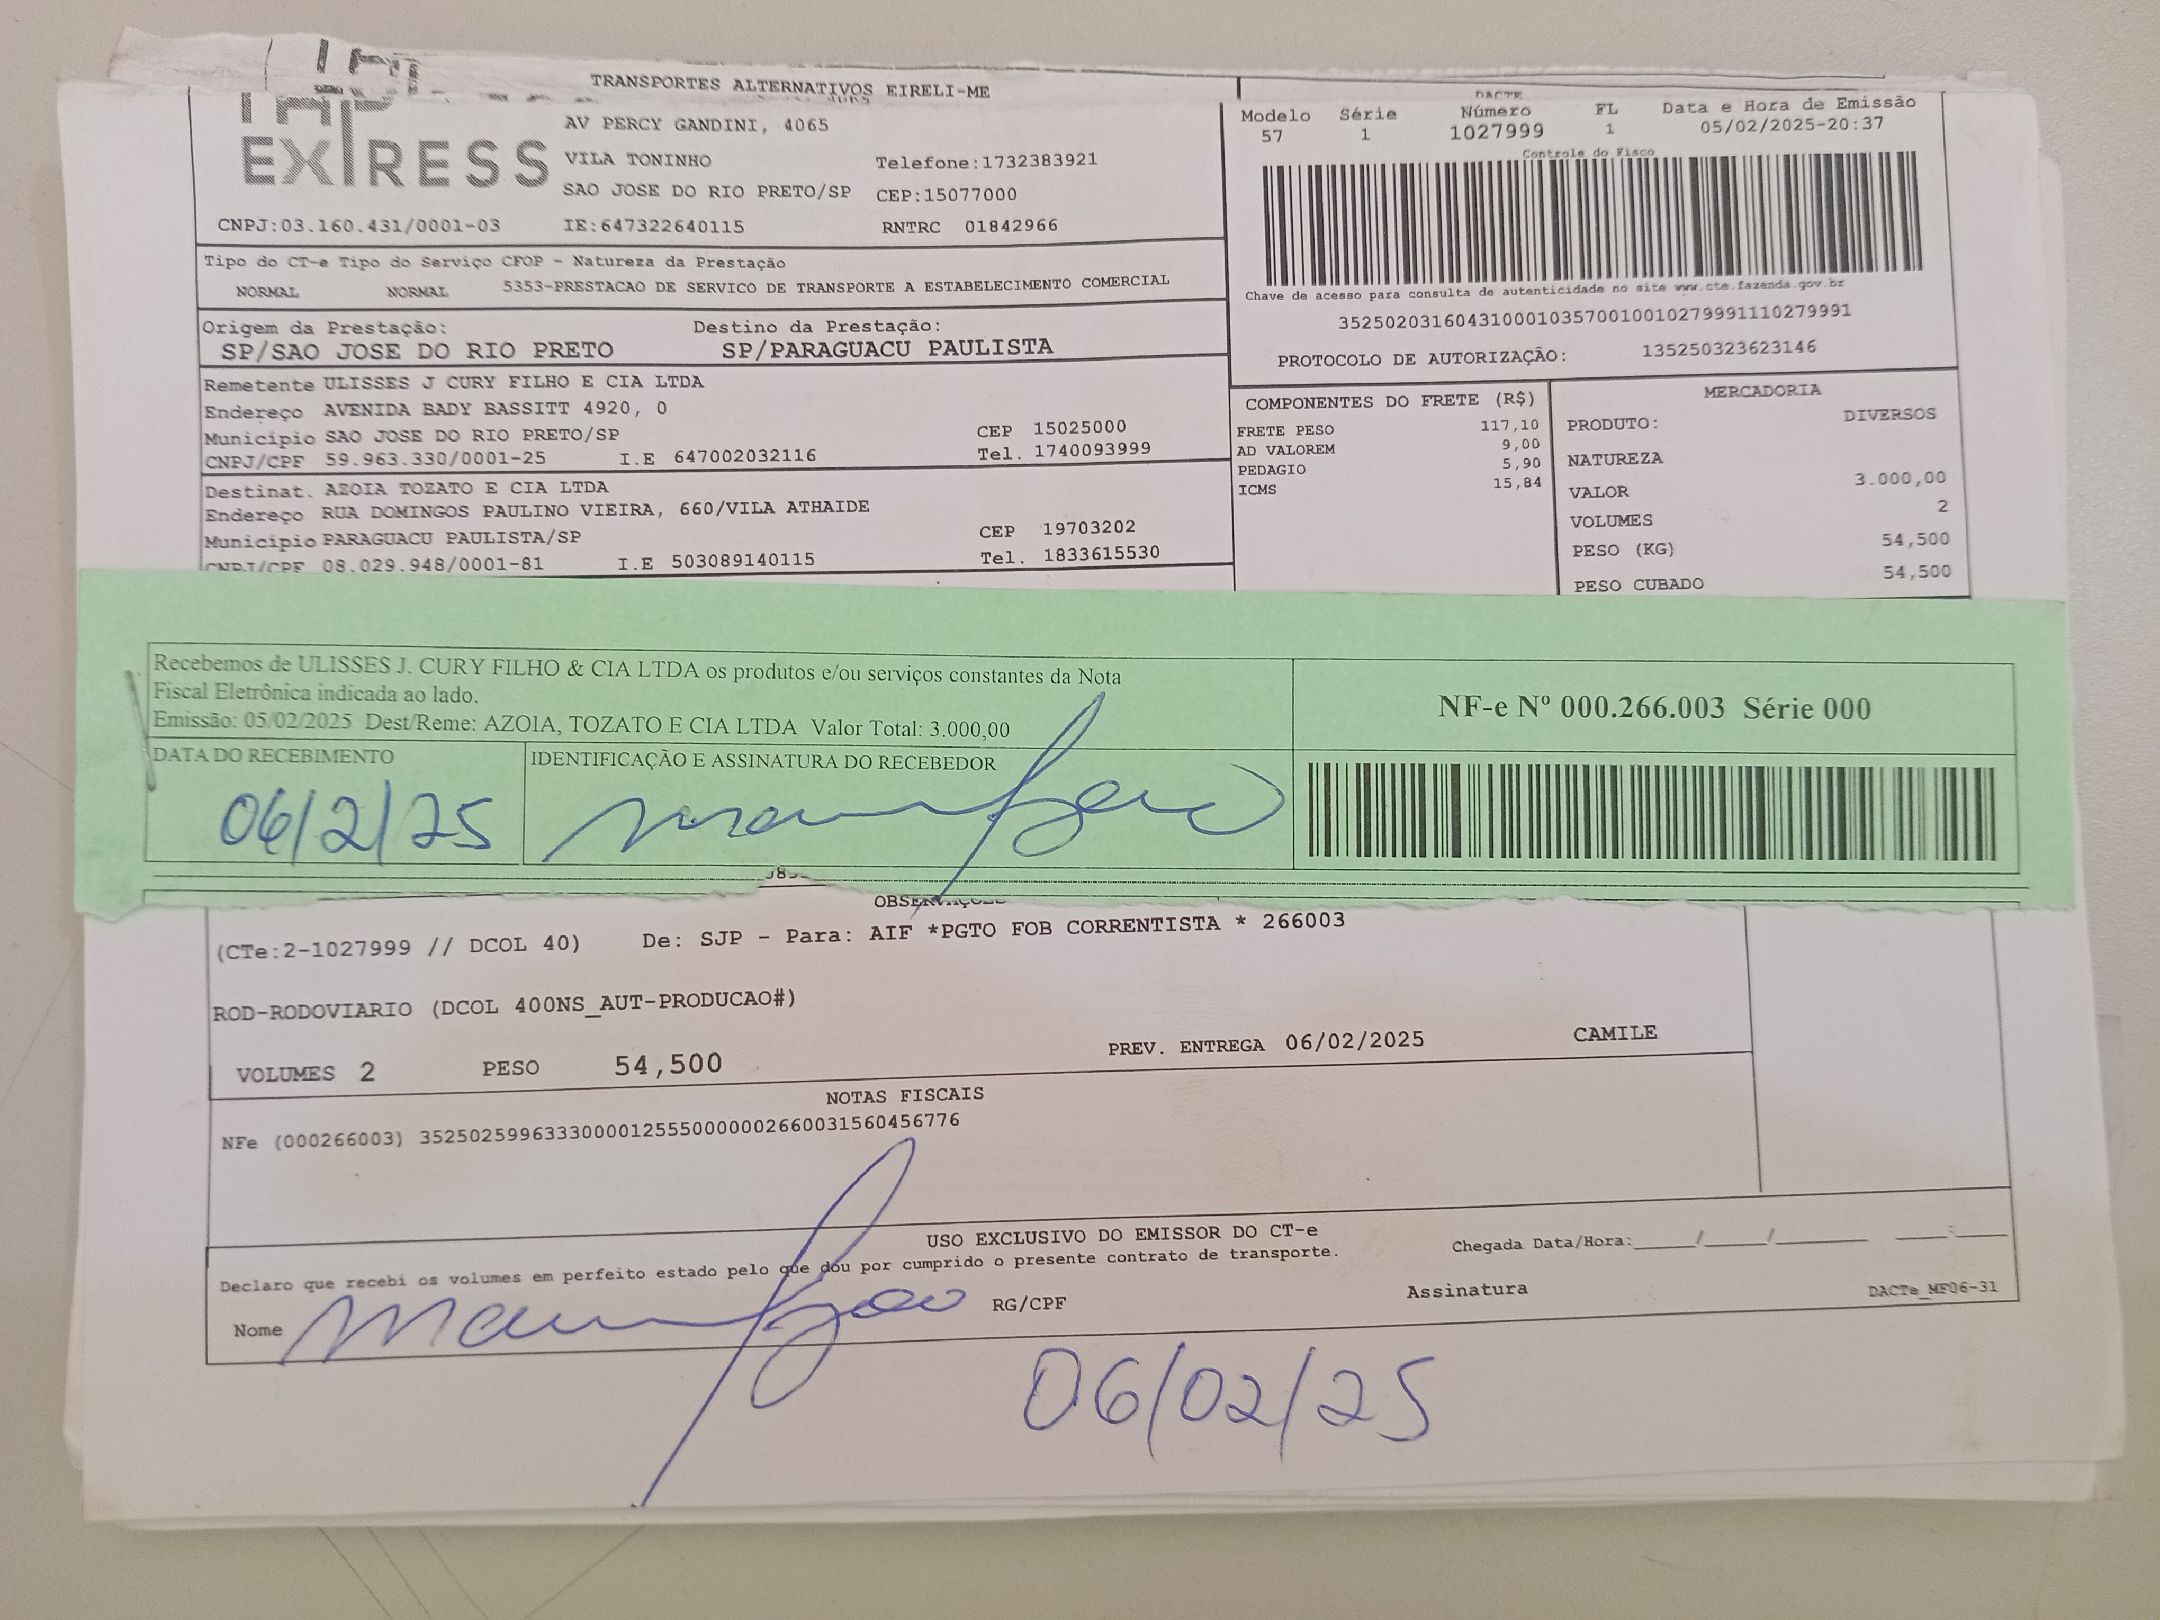 TRANSPORTES ALTERNATIVOS EIRELI-ME
EXPRESS
AV PERCY GANDINI, 4065
VILA TONINHO Telefone:1732383921
SAO JOSE DO RIO PRETO/SP CEP:15077000
CNPJ:03.160.431/0001-03 IE:647322640115 RNTRC 01842966
DACTE
Modelo Série Número FL Data e Hora de Emissão
57 1 1027999 1 05/02/2025-20:37
Controle do Fisco
Chave de acesso para consulta de autenticidade no site www.cte.fazenda.gov.br
35250203160431000103570010010279991110279991
PROTOCOLO DE AUTORIZAÇÃO: 135250323623146
Tipo do CT-e Tipo do Serviço CFOP - Natureza da Prestação
NORMAL NORMAL 5353-PRESTACAO DE SERVICO DE TRANSPORTE A ESTABELECIMENTO COMERCIAL
Origem da Prestação: Destino da Prestação:
SP/SAO JOSE DO RIO PRETO SP/PARAGUACU PAULISTA
Remetente ULISSES J CURY FILHO E CIA LTDA
Endereço AVENIDA BADY BASSITT 4920, 0
Município SAO JOSE DO RIO PRETO/SP CEP 15025000
CNPJ/CPF 59.963.330/0001-25 I.E 647002032116 Tel. 1740093999
Destinat. AZOIA TOZATO E CIA LTDA
Endereço RUA DOMINGOS PAULINO VIEIRA, 660/VILA ATHAIDE
Município PARAGUACU PAULISTA/SP CEP 19703202
CNPJ/CPF 08.029.948/0001-81 I.E 503089140115 Tel. 1833615530
COMPONENTES DO FRETE (R$)
FRETE PESO 117,10
AD VALOREM 9,00
PEDAGIO 5,90
ICMS 15,84
MERCADORIA
PRODUTO: DIVERSOS
NATUREZA
VALOR 3.000,00
VOLUMES 2
PESO (KG) 54,500
PESO CUBADO 54,500
Recebemos de ULISSES J. CURY FILHO & CIA LTDA os produtos e/ou serviços constantes da Nota
Fiscal Eletrônica indicada ao lado.
Emissão: 05/02/2025 Dest/Reme: AZOIA, TOZATO E CIA LTDA Valor Total: 3.000,00
NF-e Nº 000.266.003 Série 000
DATA DO RECEBIMENTO IDENTIFICAÇÃO E ASSINATURA DO RECEBEDOR
06/2/25
OBSERVAÇÕES
(CTe:2-1027999 // DCOL 40) De: SJP - Para: AIF *PGTO FOB CORRENTISTA * 266003
ROD-RODOVIARIO (DCOL 400NS_AUT-PRODUCAO#)
VOLUMES 2 PESO 54,500 PREV. ENTREGA 06/02/2025 CAMILE
NOTAS FISCAIS
NFe (000266003) 35250259963330000125550000002660031560456776
USO EXCLUSIVO DO EMISSOR DO CT-e
Declaro que recebi os volumes em perfeito estado pelo que dou por cumprido o presente contrato de transporte.
Chegada Data/Hora:_____/_____/_______ ____:____
Nome RG/CPF Assinatura DACTe_MF06-31
06/02/25